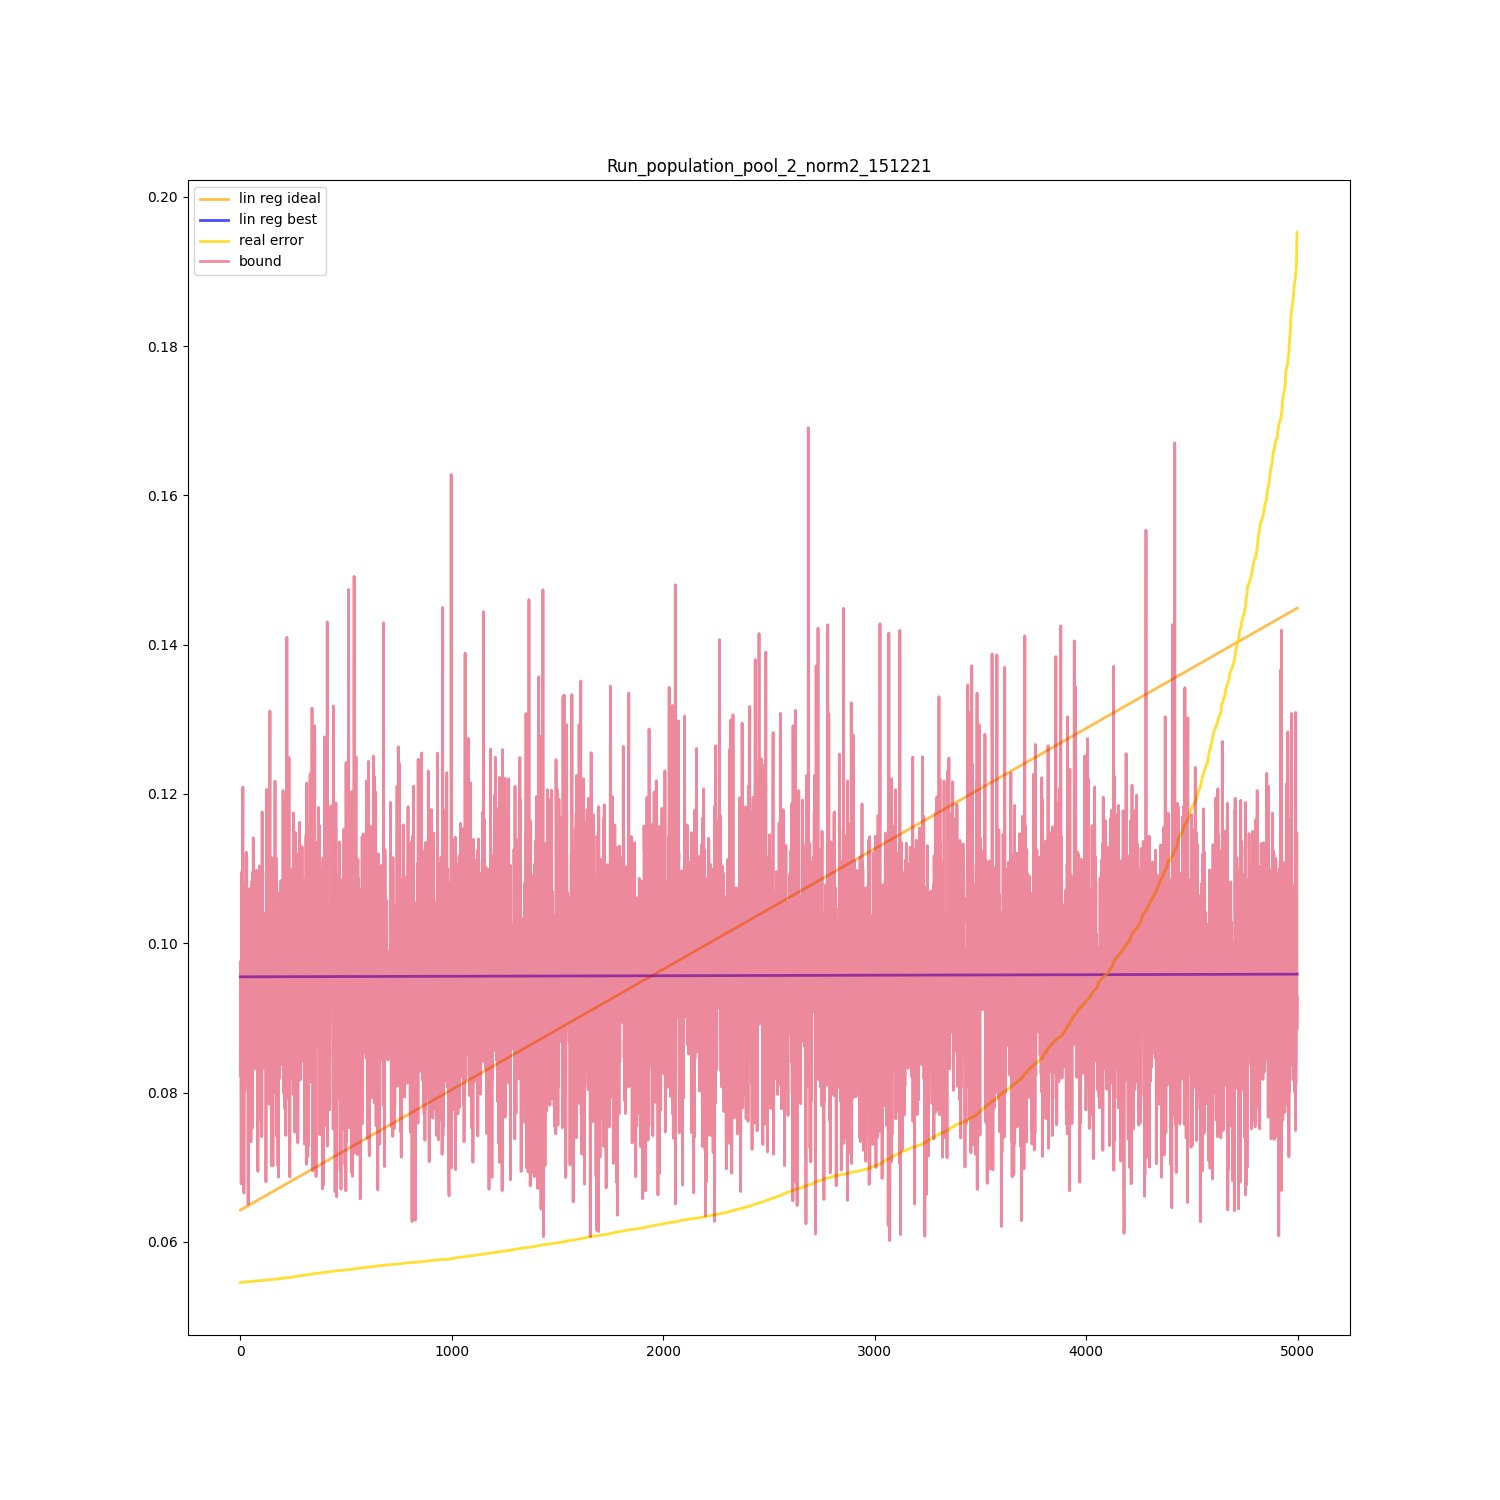 Run_population_pool_2_norm2_151221
lin reg ideal
lin reg best
real error
bound
0.20
0.18
0.16
0.14
0.12
0.10
0.08
0.06
0 1000 2000 3000 4000 5000